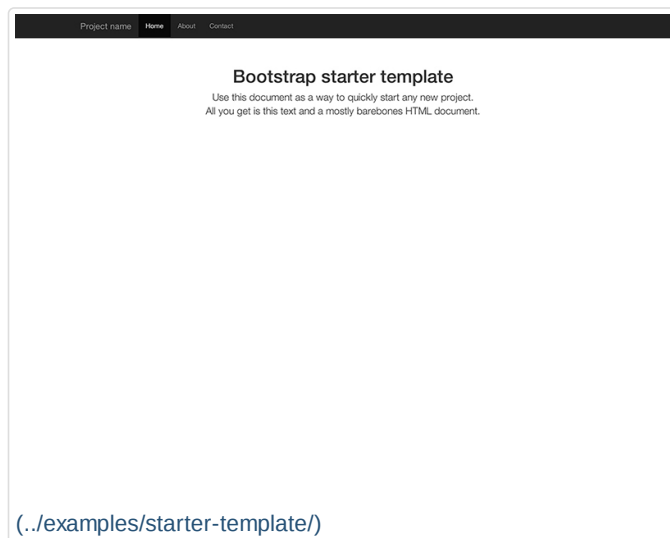 Project name Home About Contact
Bootstrap starter template
Use this document as a way to quickly start any new project.
All you get is this text and a mostly barebones HTML document.
(../examples/starter-template/)